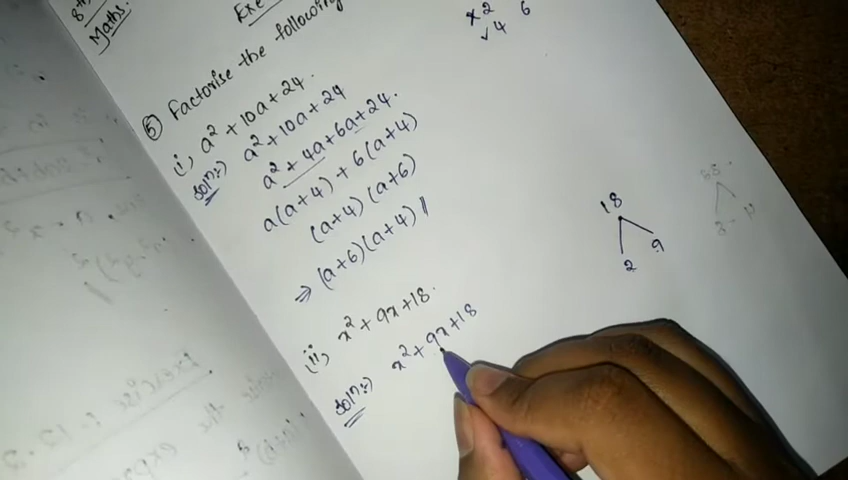 8th
Maths.
Exe
x 2 6
✓ 4
⑤ Factorise the following
(i) a² + 10a + 24.
Soln:-) a² + 10a + 24
a² + 4a + 6a + 24.
a(a+4) + 6(a+4)
(a+4) (a+6)
⇒ (a+6)(a+4) //
18
2 9
(ii) x² + 9x + 18.
Soln:-) x² + 9x + 18